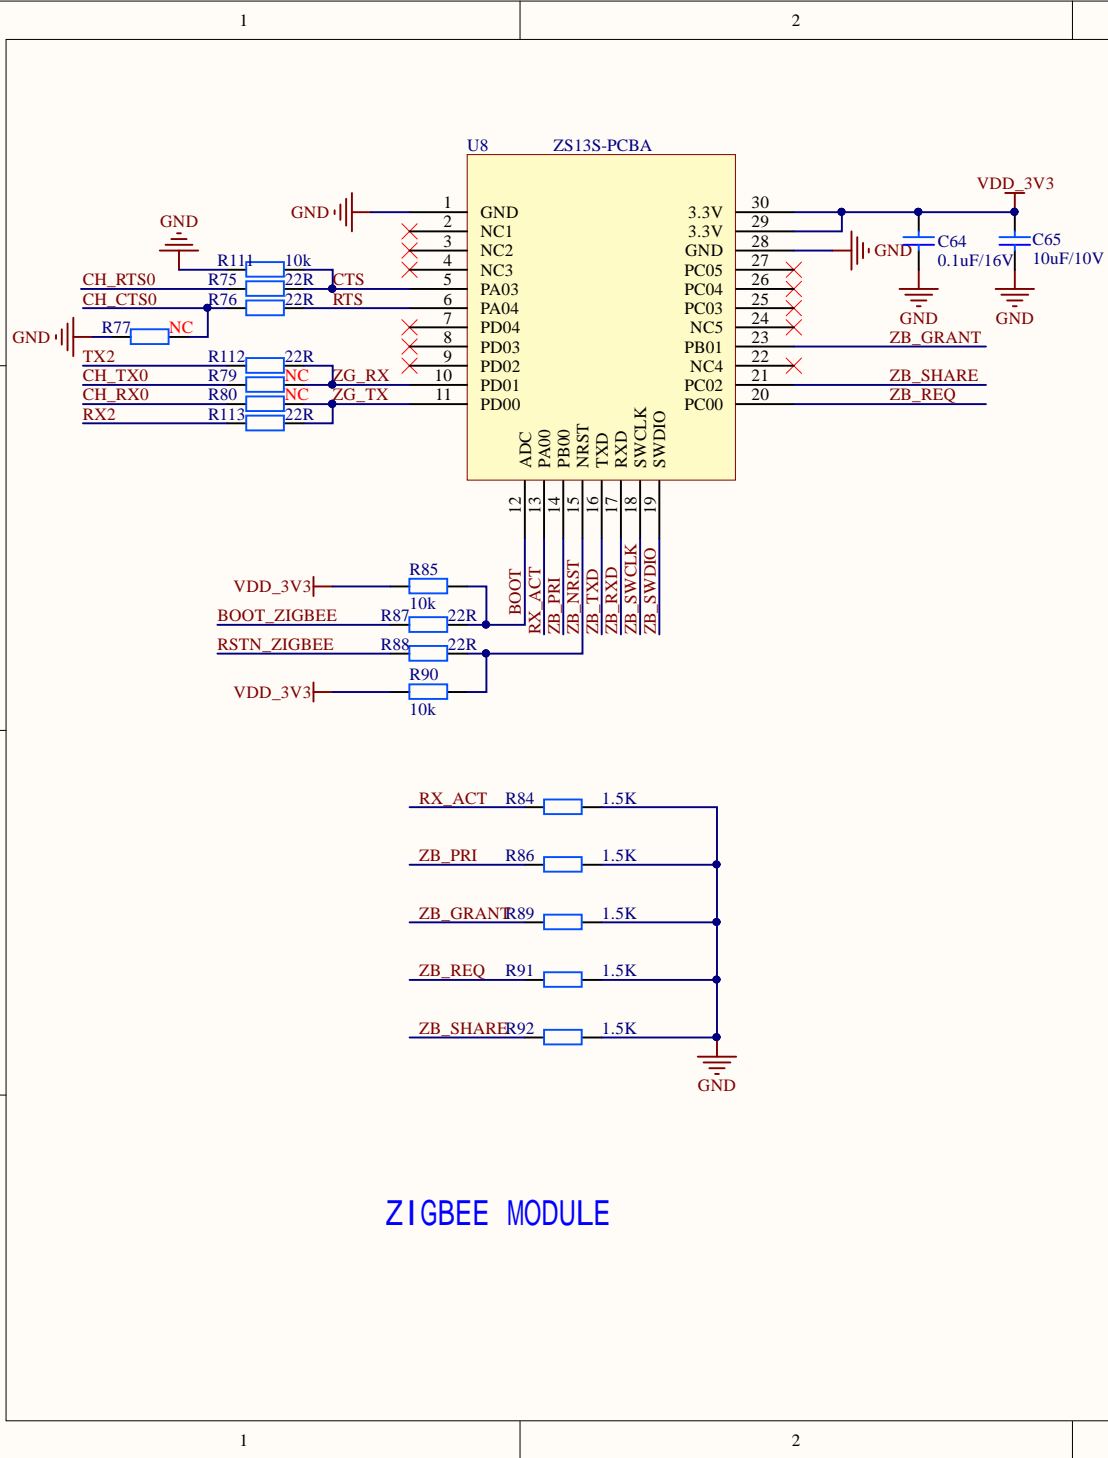 1 2
U8 ZS13S-PCBA
VDD_3V3
1 GND 3.3V 30
GND
2 NC1 3.3V 29
3 NC2 GND 28 GND
4 NC3 PC05 27
5 PA03 PC04 26
6 PA04 PC03 25
7 PD04 NC5 24
8 PD03 PB01 23 ZB_GRANT
9 PD02 NC4 22
10 PD01 PC02 21 ZB_SHARE
11 PD00 PC00 20 ZB_REQ
C64 0.1uF/16V
GND
C65 10uF/10V
GND
GND
R111 10k
CH_RTS0 R75 22R CTS
CH_CTS0 R76 22R RTS
GND R77 NC
TX2 R112 22R
CH_TX0 R79 NC ZG_RX
CH_RX0 R80 NC ZG_TX
RX2 R113 22R
ADC PA00 PB00 NRST TXD RXD SWCLK SWDIO
12 13 14 15 16 17 18 19
BOOT RX_ACT ZB_PRI ZB_NRST ZB_TXD ZB_RXD ZB_SWCLK ZB_SWDIO
R85
VDD_3V3
10k
BOOT_ZIGBEE R87 22R
RSTN_ZIGBEE R88 22R
R90
VDD_3V3
10k
RX_ACT R84 1.5K
ZB_PRI R86 1.5K
ZB_GRANT R89 1.5K
ZB_REQ R91 1.5K
ZB_SHARE R92 1.5K
GND
ZIGBEE MODULE
1 2